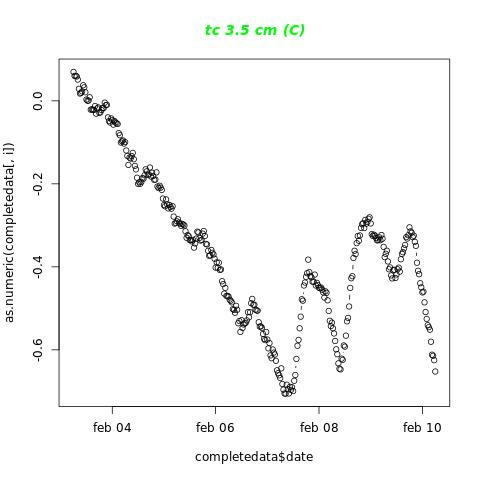 tc 3.5 cm (C)
as.numeric(completedata[, i])
0.0
-0.2
-0.4
-0.6
feb 04
feb 06
feb 08
feb 10
completedata$date